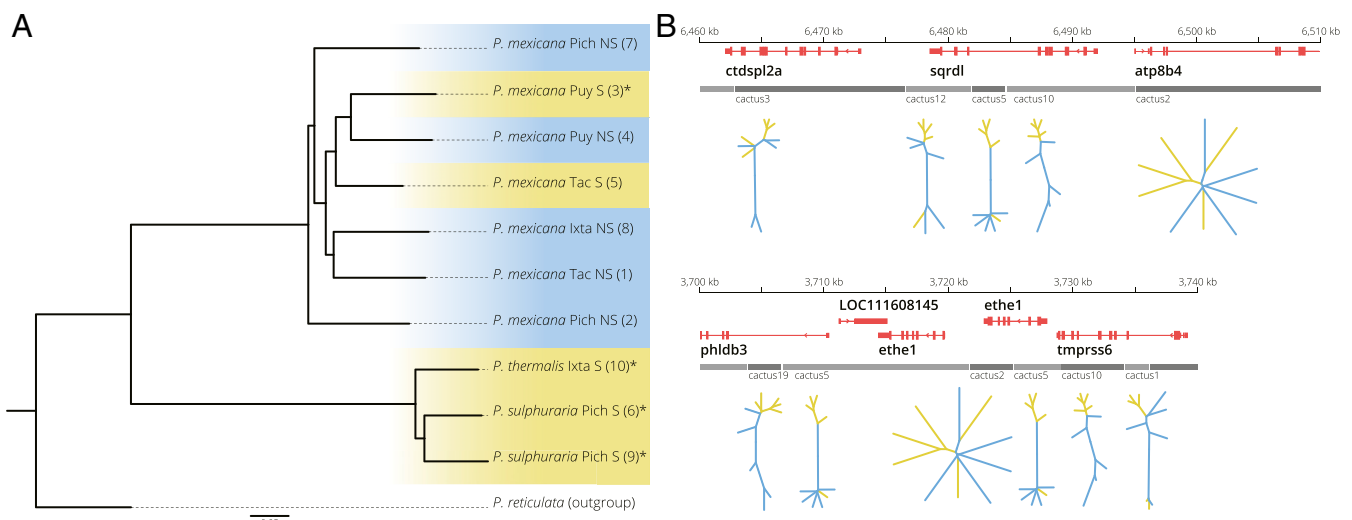 A
P. mexicana Pich NS (7)
P. mexicana Puy S (3)*
P. mexicana Puy NS (4)
P. mexicana Tac S (5)
P. mexicana Ixta NS (8)
P. mexicana Tac NS (1)
P. mexicana Pich NS (2)
P. thermalis Ixta S (10)*
P. sulphuraria Pich S (6)*
P. sulphuraria Pich S (9)*
P. reticulata (outgroup)
B
6,460 kb 6,470 kb 6,480 kb 6,490 kb 6,500 kb 6,510 kb
ctdspl2a sqrdl atp8b4
cactus3 cactus12 cactus5 cactus10 cactus2
3,700 kb 3,710 kb 3,720 kb 3,730 kb 3,740 kb
LOC111608145 ethe1
phldb3 ethe1 tmprss6
cactus19 cactus5 cactus2 cactus5 cactus10 cactus1